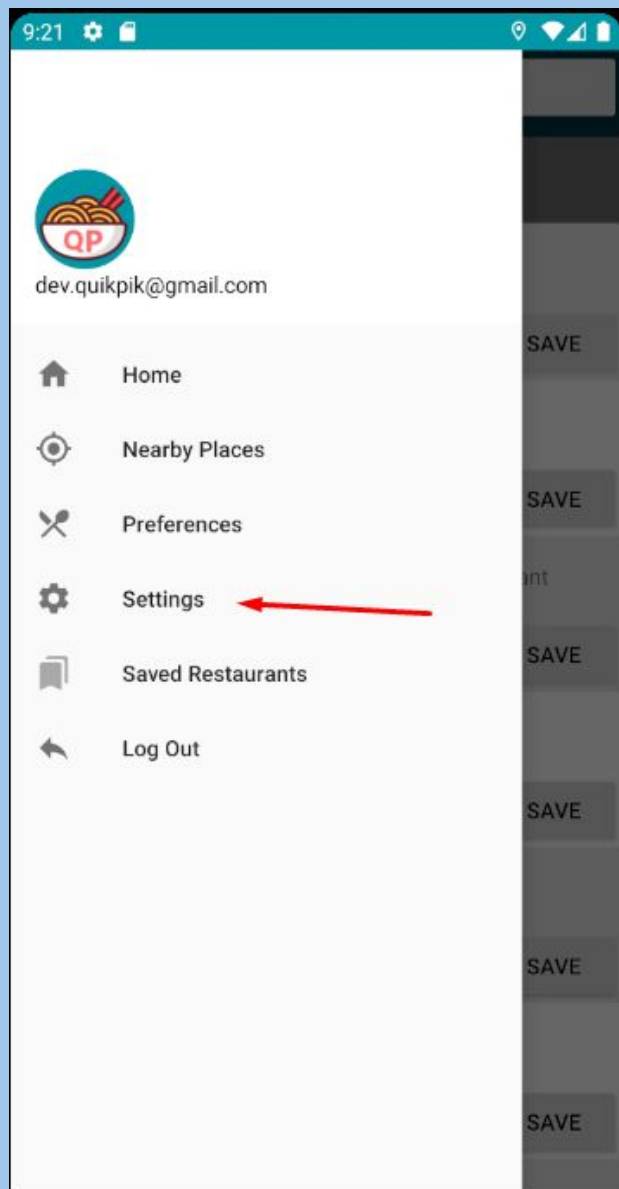 9:21
QP
dev.quikpik@gmail.com
Home
Nearby Places
Preferences
Settings
Saved Restaurants
Log Out
SAVE
SAVE
ant
SAVE
SAVE
SAVE
SAVE